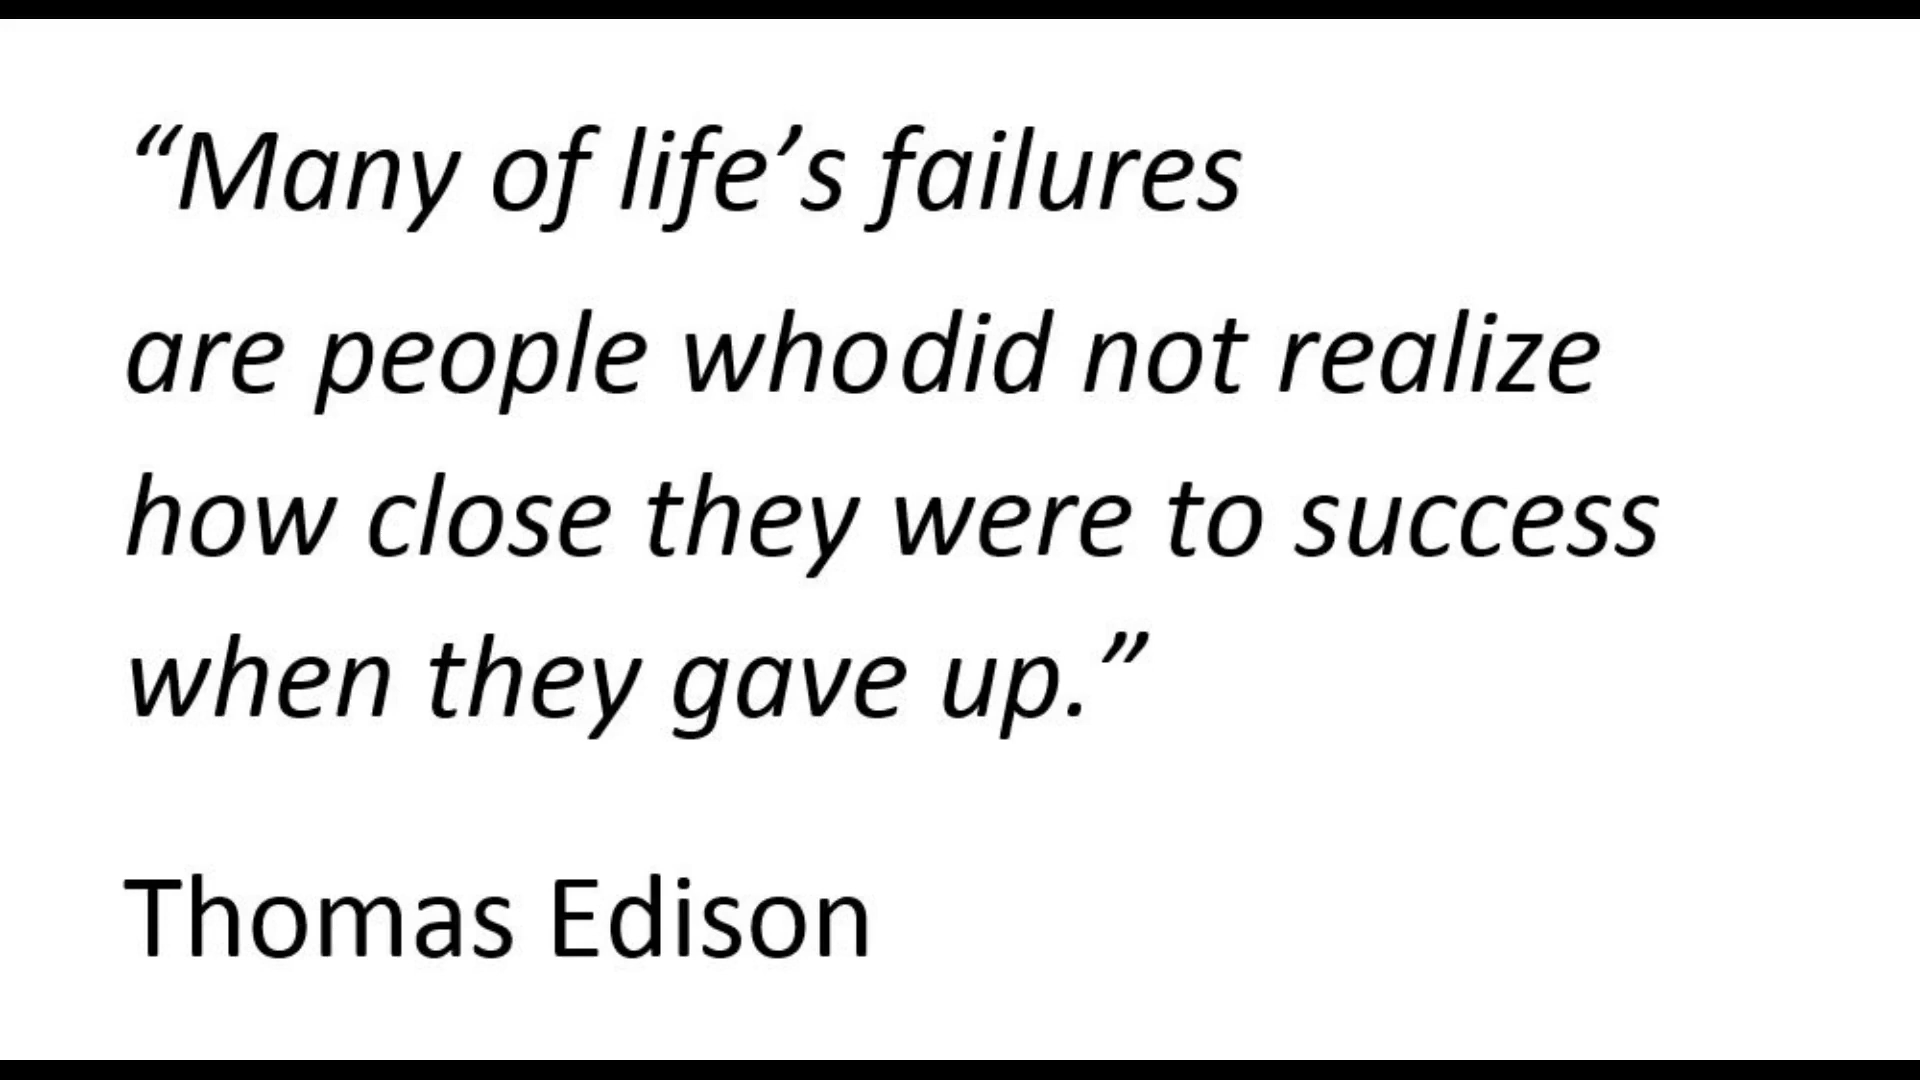 “Many of life’s failures
are people whodid not realize
how close they were to success
when they gave up.”
Thomas Edison